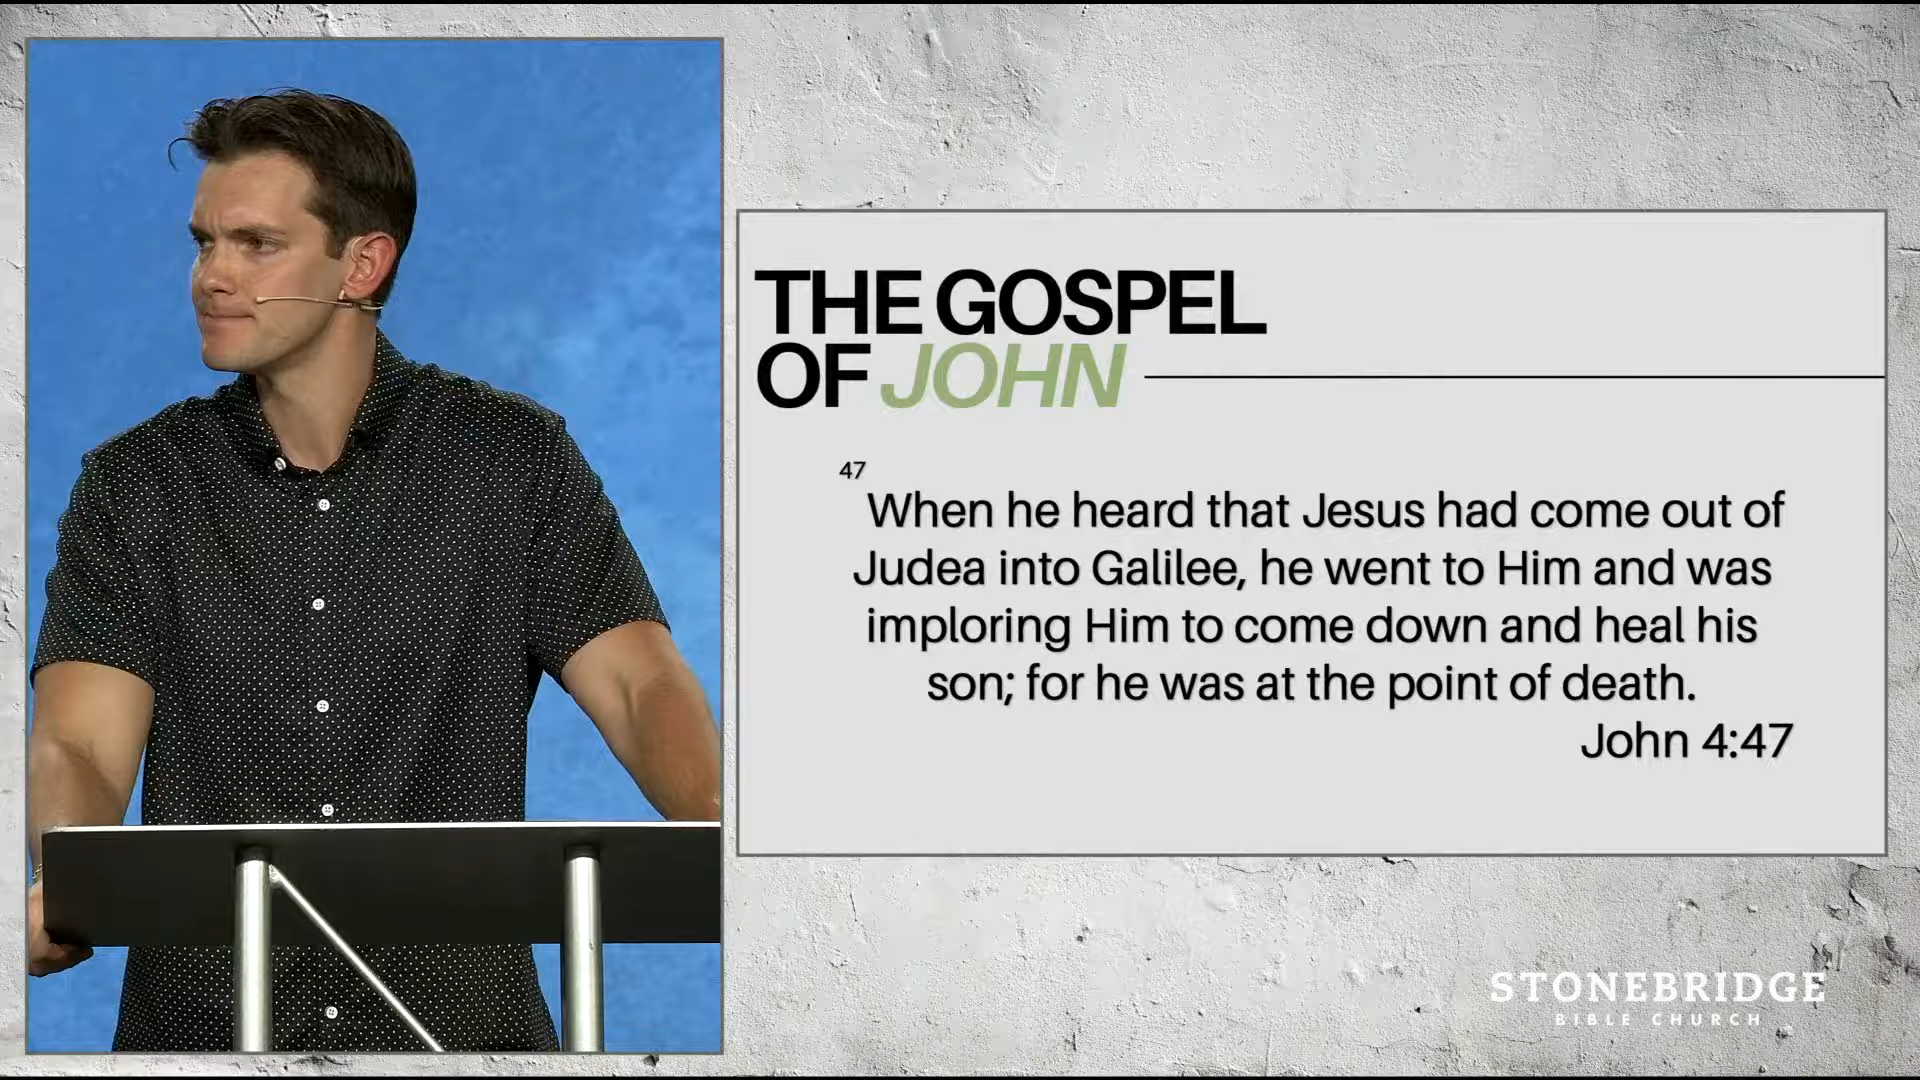 THE GOSPEL
OF JOHN
47
When he heard that Jesus had come out of
Judea into Galilee, he went to Him and was
imploring Him to come down and heal his
son; for he was at the point of death.
John 4:47
STONEBRIDGE
BIBLE CHURCH